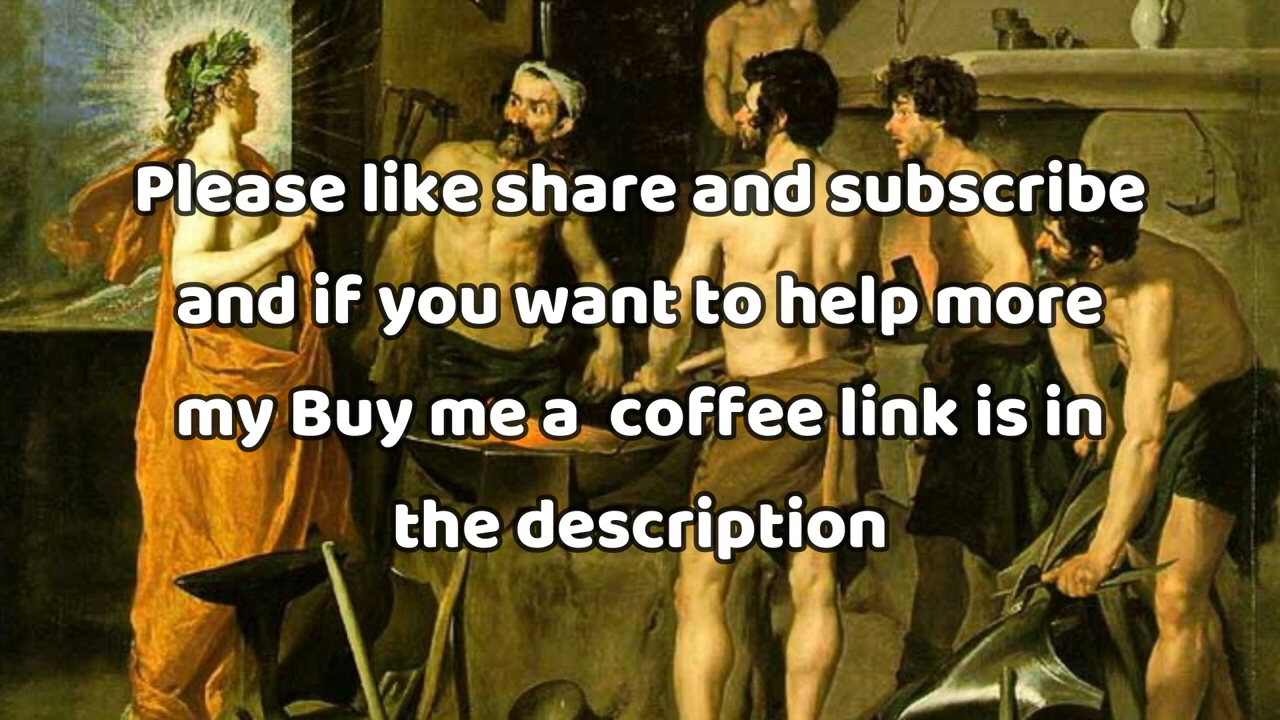 Please like share and subscribe
and if you want to help more
my Buy me a  coffee link is in
the description